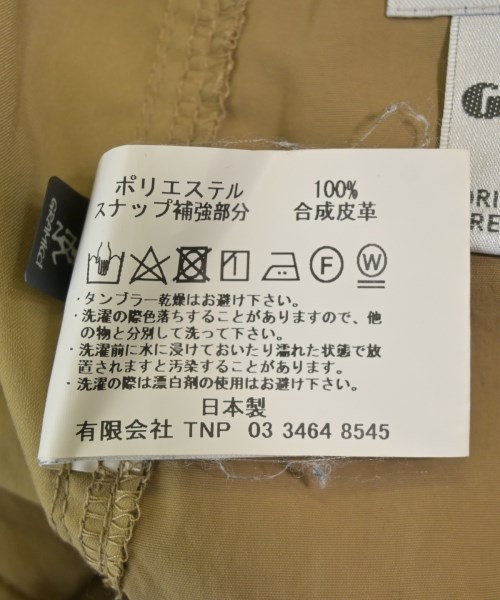 ポリエステル 100%
スナップ補強部分 合成皮革
F W
・タンブラー乾燥はお避け下さい。
・洗濯の際色落ちすることがありますので、他
の物と分別して洗って下さい。
・洗濯前に水に浸けておいたり濡れた状態で放
置されますと汚染することがあります。
・洗濯の際は漂白剤の使用はお避け下さい。
日本製
有限会社 TNP 03 3464 8545
GRAMICCI